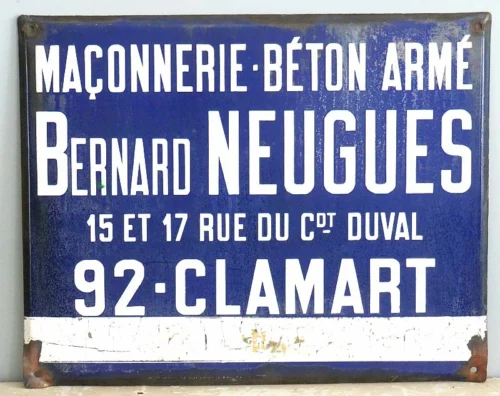 MAÇONNERIE·BÉTON ARMÉ
BERNARD NEUGUES
15 ET 17 RUE DU CDT DUVAL
92·CLAMART